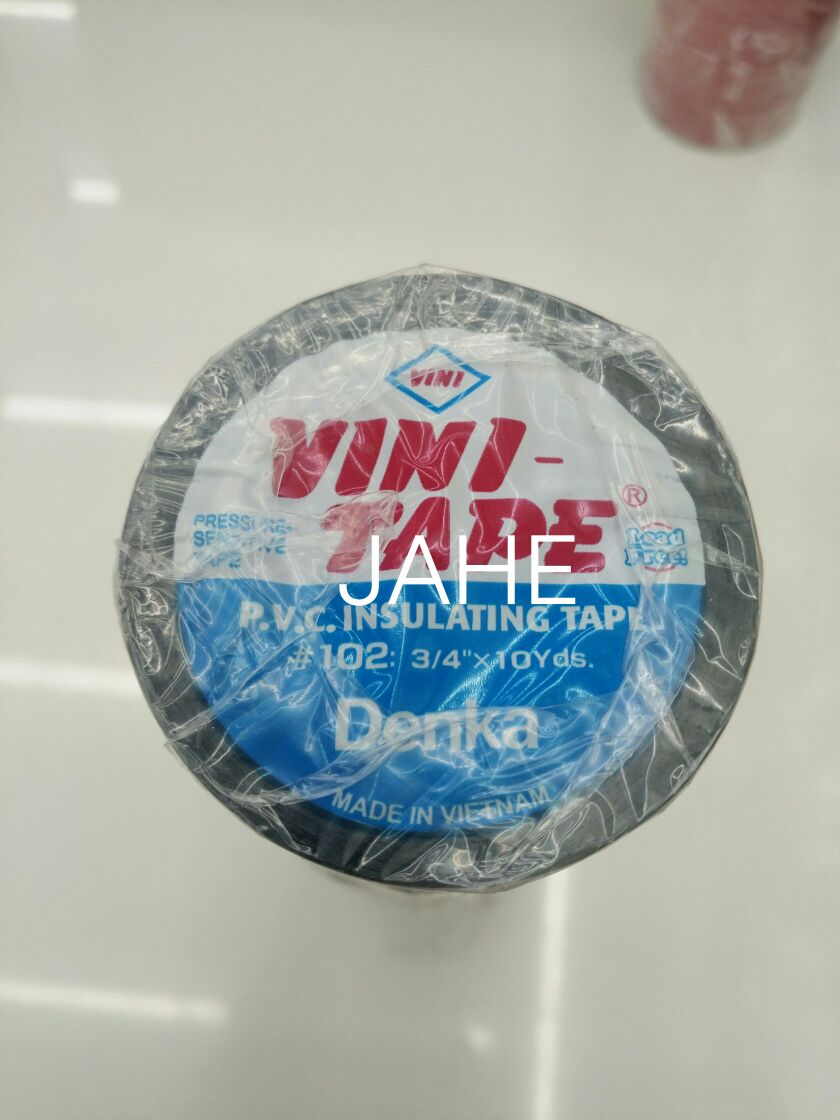 VINI
VINI-
TAPE®
PRESSURE-
SENSITIVE
TAPE
Lead
Free!
JAHE
P.V.C. INSULATING TAPE
#102: 3/4"×10Yds.
Denka
MADE IN VIETNAM